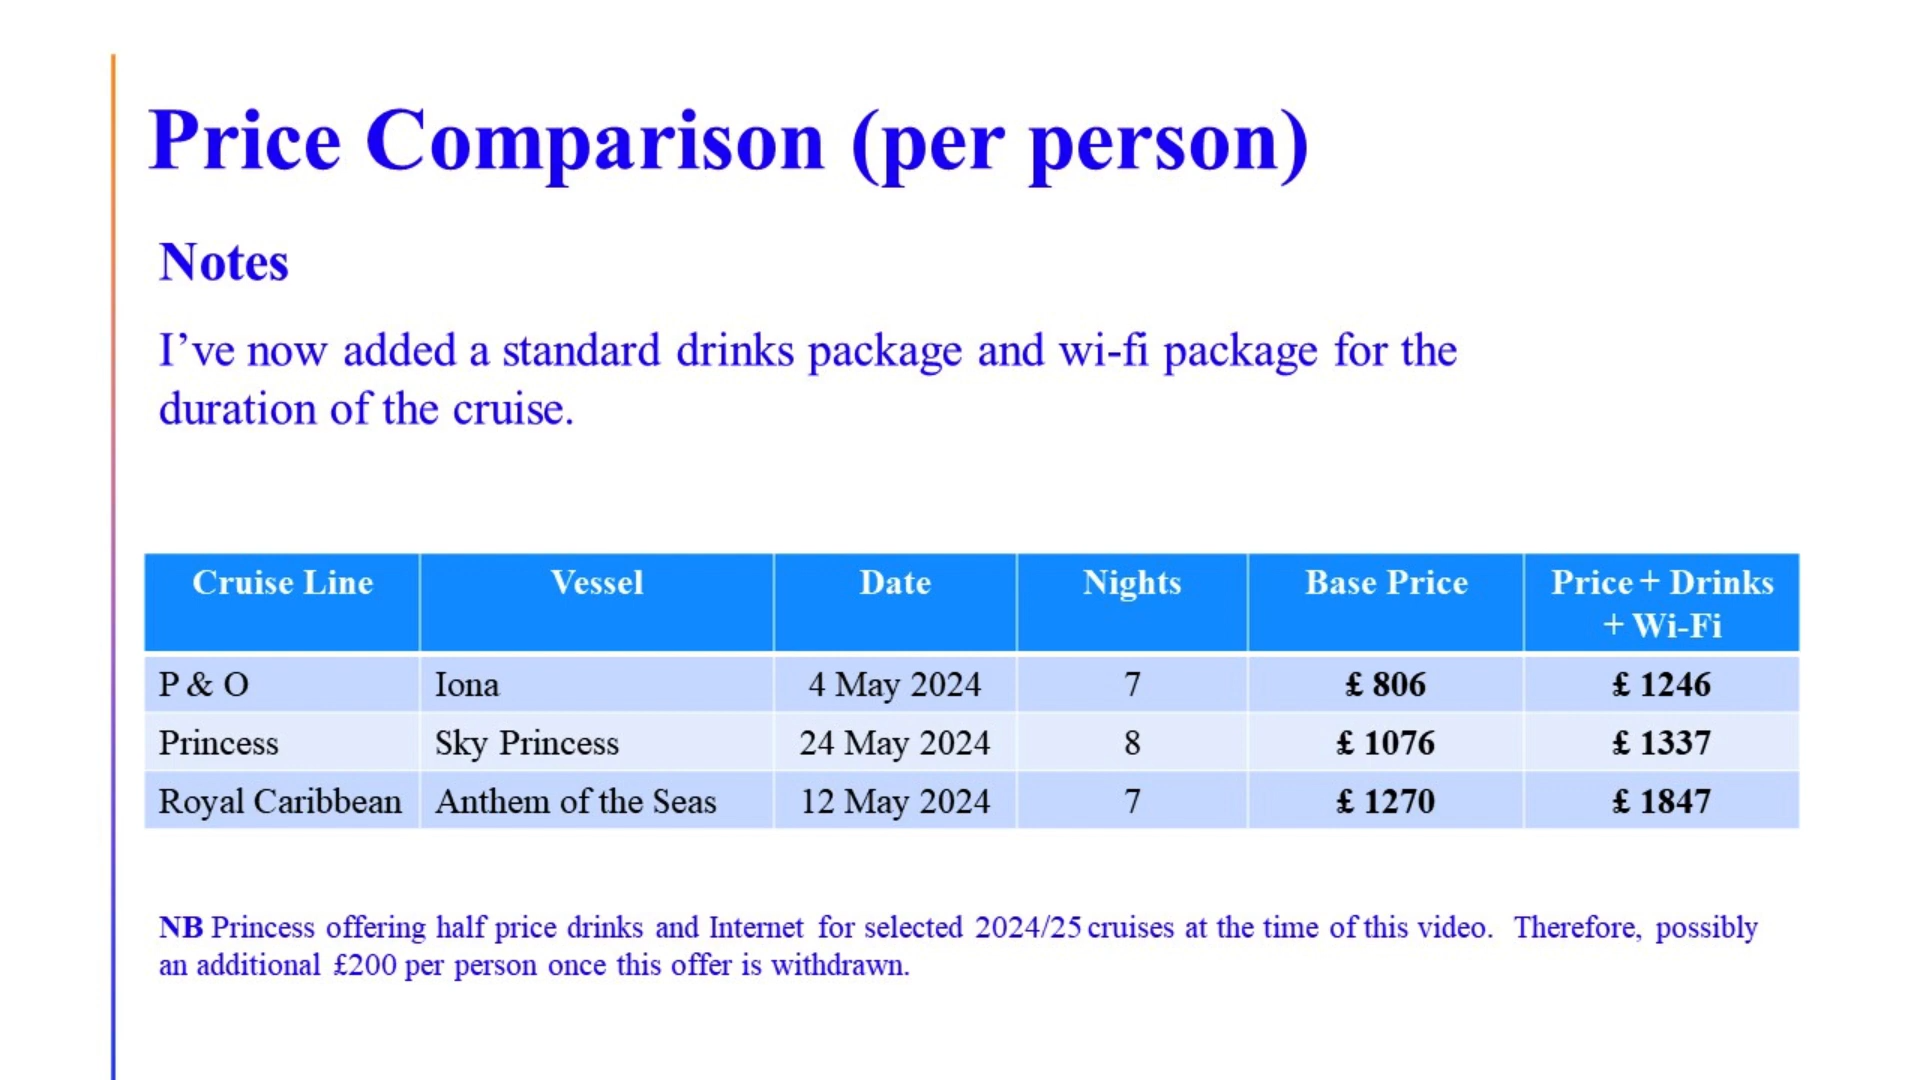 Price Comparison (per person)
Notes
I’ve now added a standard drinks package and wi-fi package for the
duration of the cruise.
Cruise Line Vessel Date Nights Base Price Price + Drinks
+ Wi-Fi
P & O Iona 4 May 2024 7 £ 806 £ 1246
Princess Sky Princess 24 May 2024 8 £ 1076 £ 1337
Royal Caribbean Anthem of the Seas 12 May 2024 7 £ 1270 £ 1847
NB Princess offering half price drinks and Internet for selected 2024/25 cruises at the time of this video. Therefore, possibly
an additional £200 per person once this offer is withdrawn.